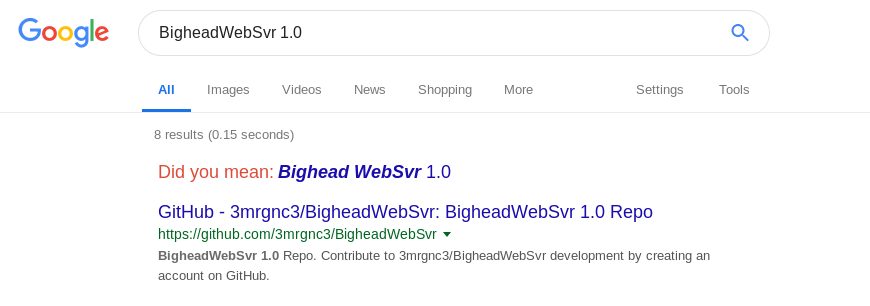 Google BigheadWebSvr 1.0
All Images Videos News Shopping More Settings Tools
8 results (0.15 seconds)
Did you mean: Bighead WebSvr 1.0
GitHub - 3mrgnc3/BigheadWebSvr: BigheadWebSvr 1.0 Repo
https://github.com/3mrgnc3/BigheadWebSvr
BigheadWebSvr 1.0 Repo. Contribute to 3mrgnc3/BigheadWebSvr development by creating an
account on GitHub.